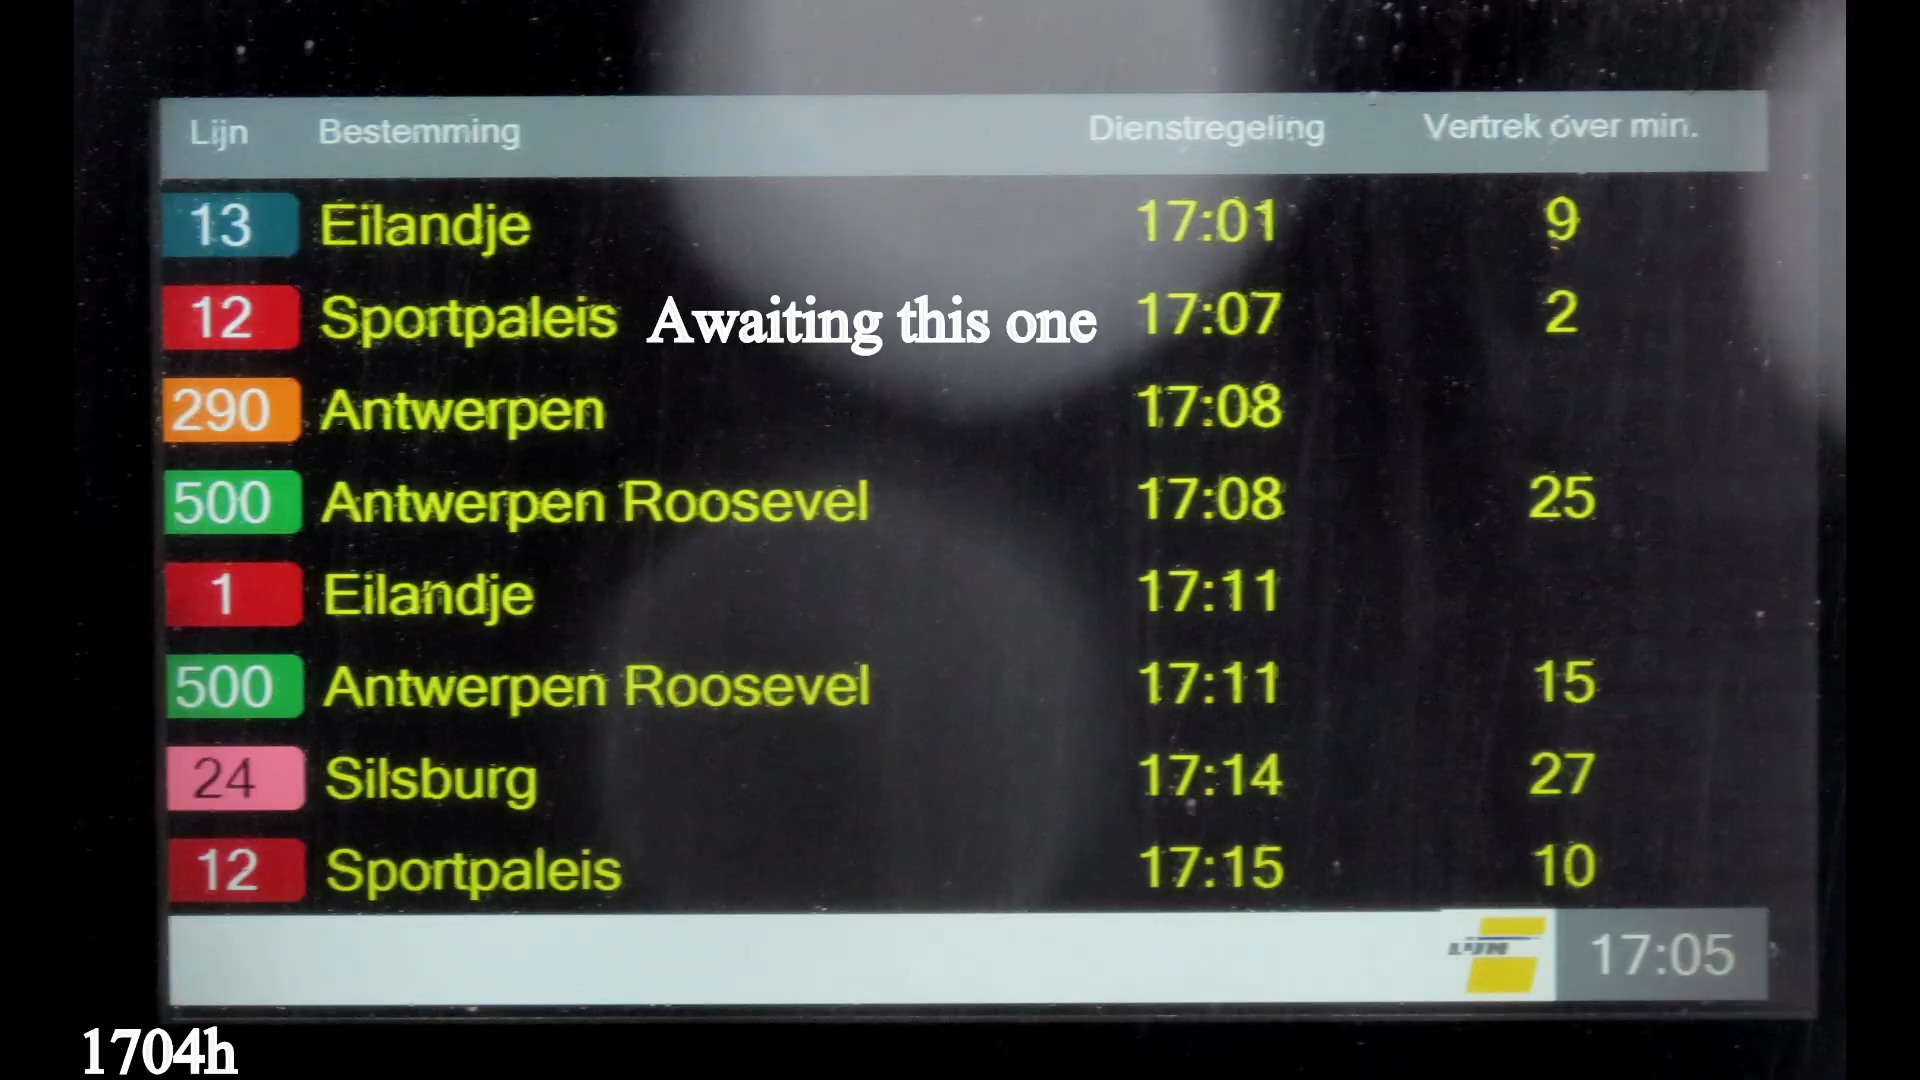 Lijn Bestemming Dienstregeling Vertrek over min.
13 Eilandje 17:01 9
12 Sportpaleis Awaiting this one 17:07 2
290 Antwerpen 17:08
500 Antwerpen Roosevel 17:08 25
1 Eilandje 17:11
500 Antwerpen Roosevel 17:11 15
24 Silsburg 17:14 27
12 Sportpaleis 17:15 10
LIJN 17:05
1704h